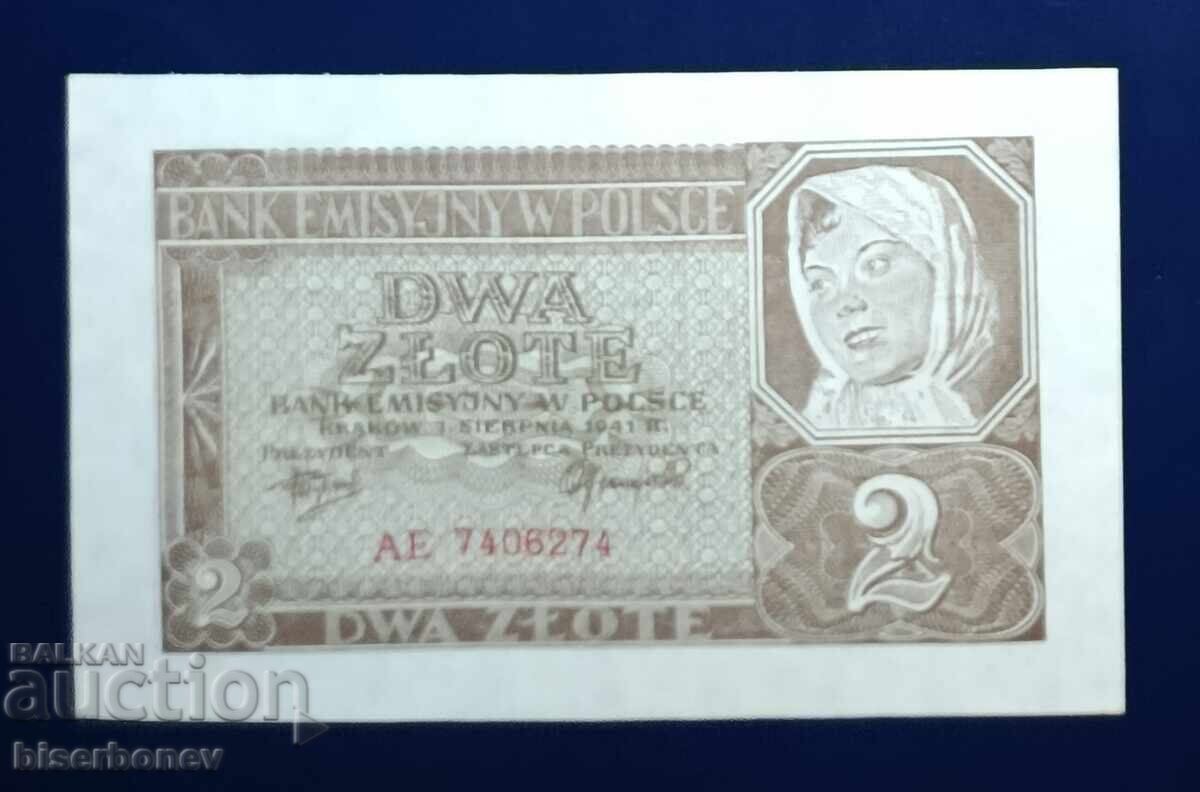 BANK EMISYJNY W POLSCE
DWA
ZŁOTE
BANK EMISYJNY W POLSCE
KRAKÓW 1. SIERPNIA 1941 R.
PREZYDENT ZASTĘPCA PREZYDENTA
AE 7406274
2
2
DWA ZŁOTE
BALKAN
auction
biserbonev